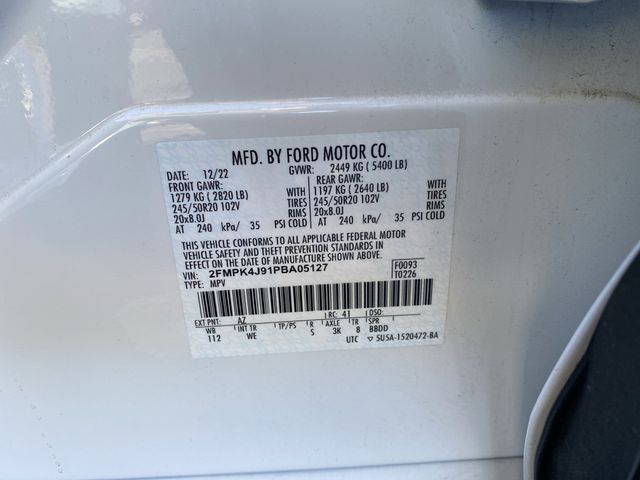 MFD. BY FORD MOTOR CO.
DATE: 12/22 GVWR: 2449 KG ( 5400 LB)
FRONT GAWR: REAR GAWR:
1279 KG ( 2820 LB) WITH 1197 KG ( 2640 LB) WITH
245/50R20 102V TIRES 245/50R20 102V TIRES
20x8.0J RIMS 20x8.0J RIMS
AT 240 kPa/ 35 PSI COLD AT 240 kPa/ 35 PSI COLD
THIS VEHICLE CONFORMS TO ALL APPLICABLE FEDERAL MOTOR
VEHICLE SAFETY AND THEFT PREVENTION STANDARDS IN
EFFECT ON THE DATE OF MANUFACTURE SHOWN ABOVE.
VIN: 2FMPK4J91PBA05127 F0093
TYPE: MPV T0226
EXT PNT: AZ RC: 41 DSO:
WB INT TR TP/PS R AXLE TR SPR
112 WE S 3K 8 BBDD
UTC ▽ 5U5A-1520472-BA